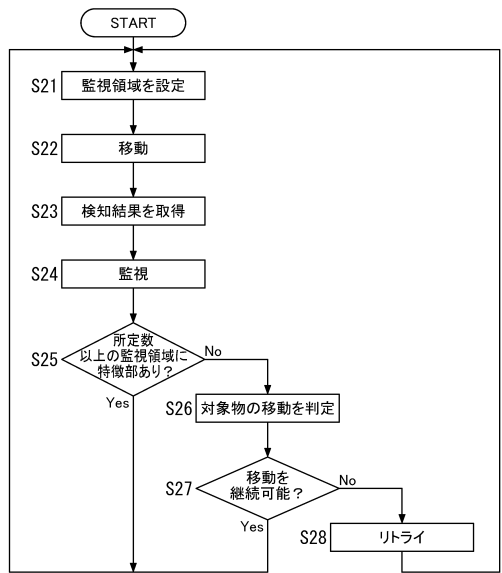 START
S21 監視領域を設定
S22 移動
S23 検知結果を取得
S24 監視
S25
所定数
以上の監視領域に
特徴部あり？
No
Yes
S26 対象物の移動を判定
S27
移動を
継続可能？
No
Yes
S28 リトライ